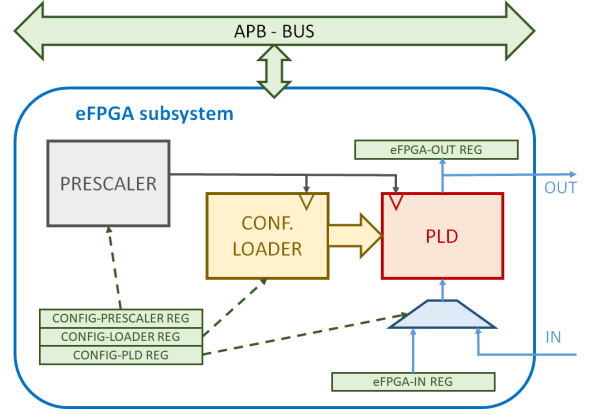 APB - BUS
eFPGA subsystem
eFPGA-OUT REG
PRESCALER
OUT
CONF.
LOADER
PLD
CONFIG-PRESCALER REG
CONFIG-LOADER REG
CONFIG-PLD REG
IN
eFPGA-IN REG